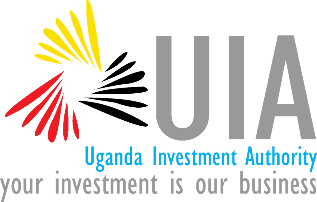 UIA
Uganda Investment Authority
your investment is our business